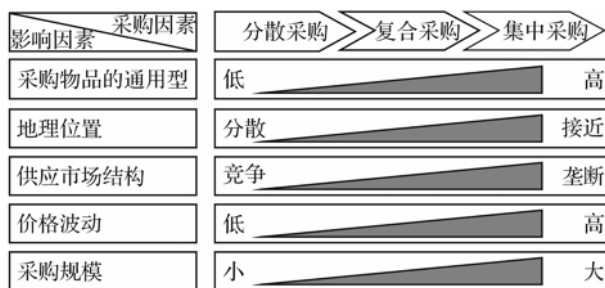 采购因素
影响因素
分散采购 复合采购 集中采购
采购物品的通用型 低 高
地理位置 分散 接近
供应市场结构 竞争 垄断
价格波动 低 高
采购规模 小 大